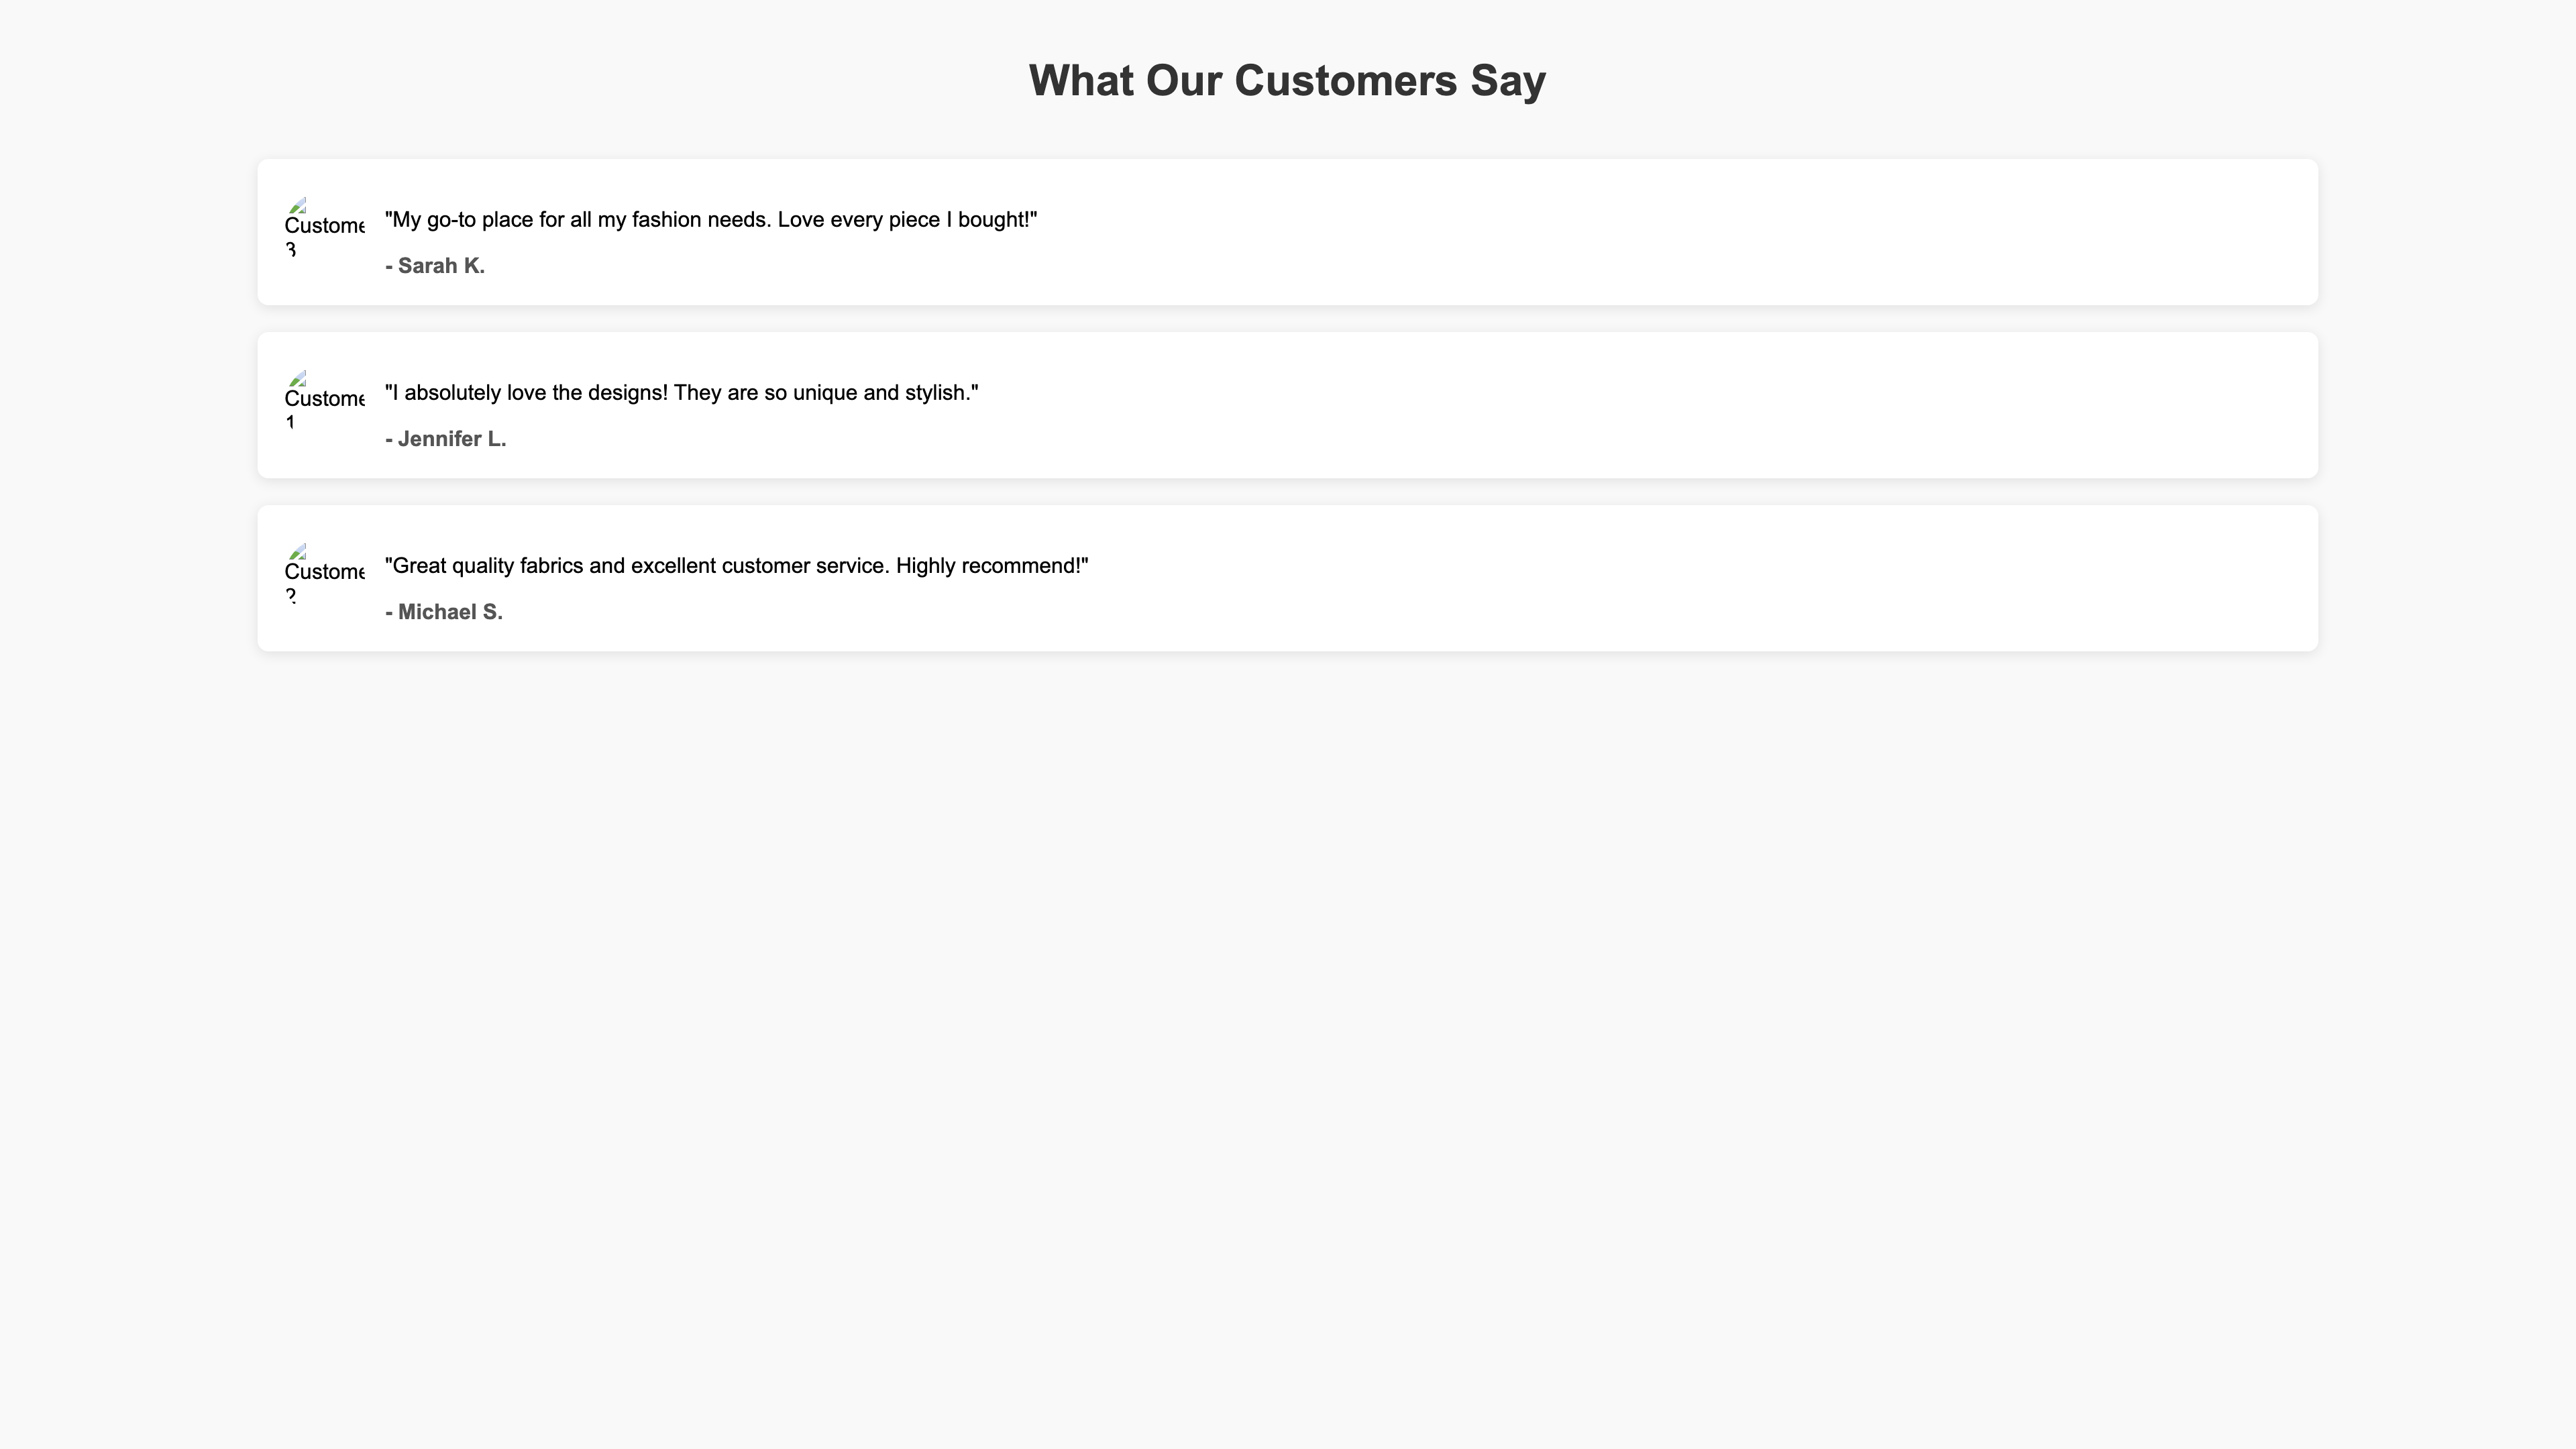 What Our Customers Say
Custome
3
"My go-to place for all my fashion needs. Love every piece I bought!"
- Sarah K.
Custome
1
"I absolutely love the designs! They are so unique and stylish."
- Jennifer L.
Custome
2
"Great quality fabrics and excellent customer service. Highly recommend!"
- Michael S.